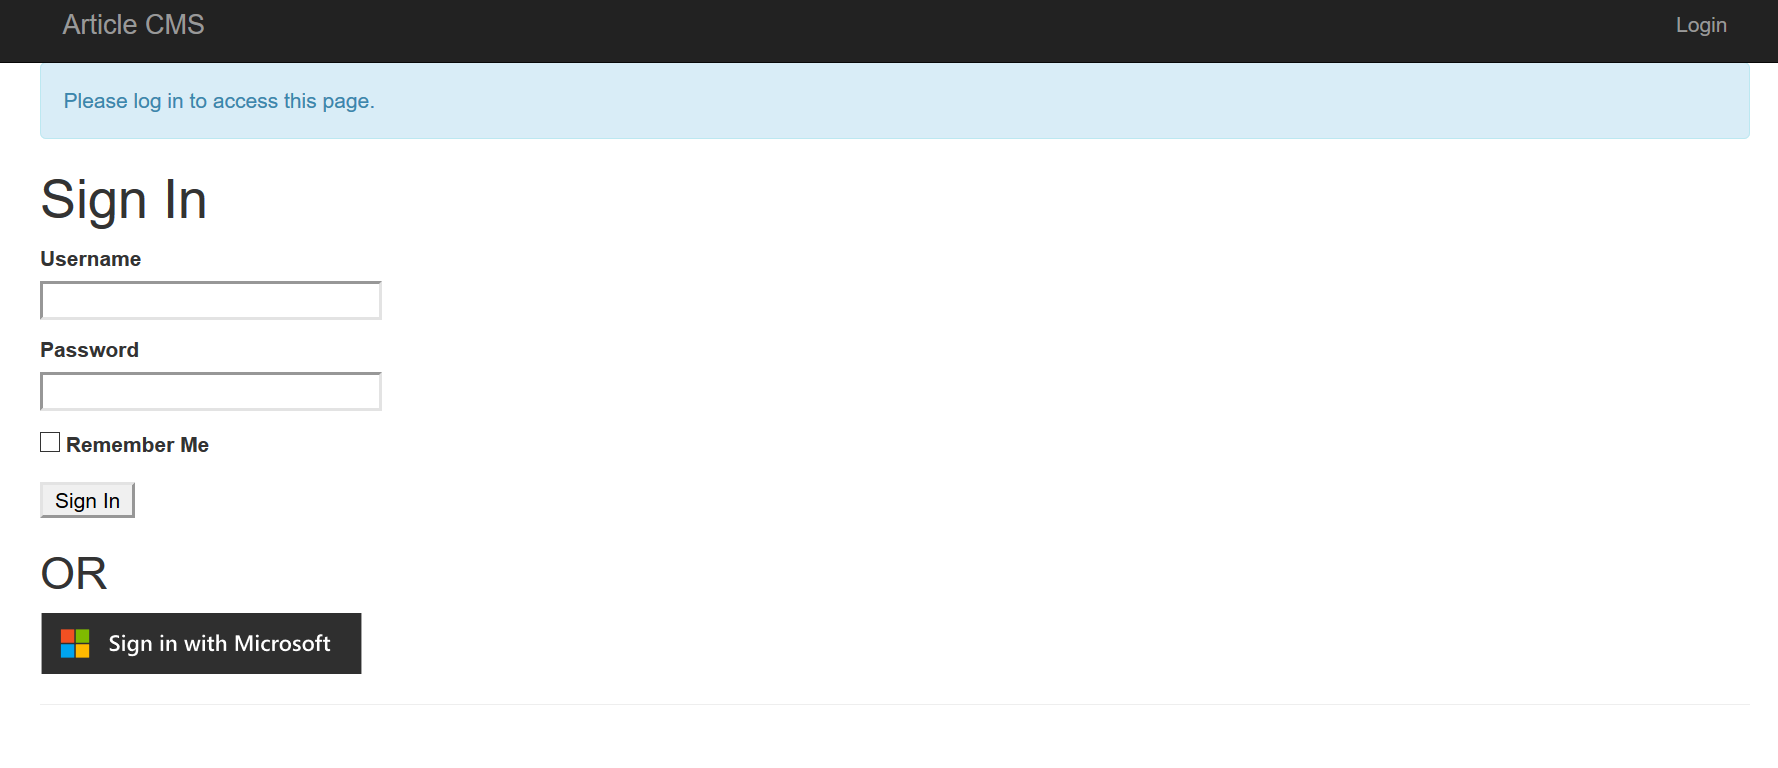 Article CMS
Login
Please log in to access this page.
Sign In
Username
Password
Remember Me
Sign In
OR
Sign in with Microsoft